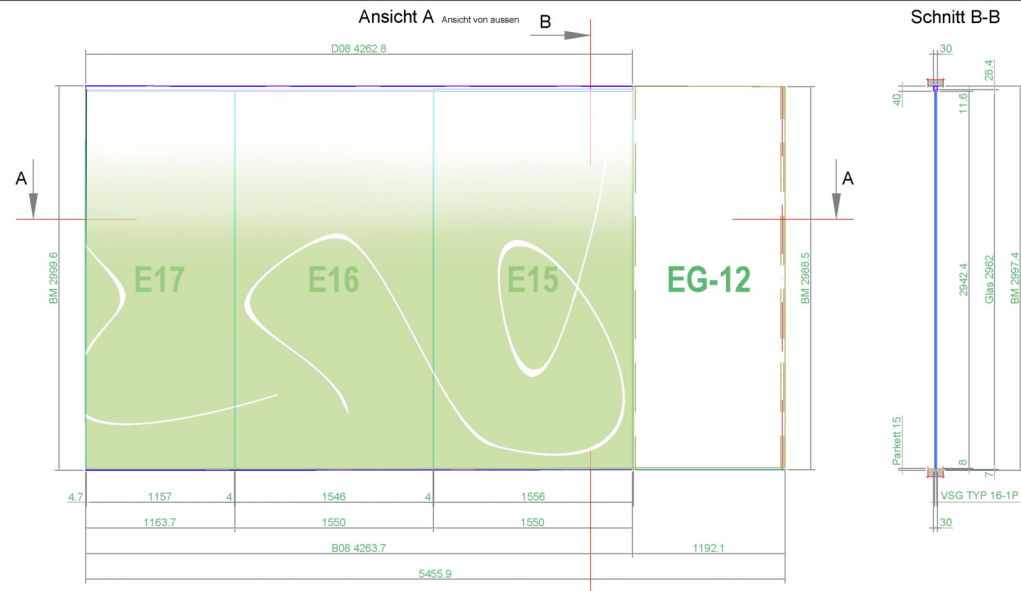 Ansicht A Ansicht von aussen
B
Schnitt B-B
D08 4262.8
30
28.4
40
11.6
A
A
BM 2999.6
E17
E16
E15
EG-12
BM 2988.5
2942.4
Glas 2962
BM 2997.4
Parkett 15
8
7
4.7
1157
4
1546
4
1556
VSG TYP 16-1P
1163.7
1550
1550
30
B08 4263.7
1192.1
5455.9